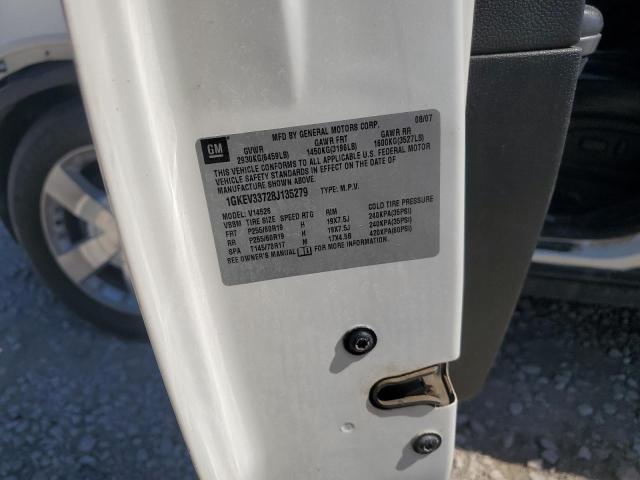 GM
MFD BY GENERAL MOTORS CORP. 08/07
GVWR GAWR FRT GAWR RR
2930KG(6459LB) 1450KG(3196LB) 1600KG(3527LB)
THIS VEHICLE CONFORMS TO ALL APPLICABLE U.S. FEDERAL MOTOR
VEHICLE SAFETY STANDARDS IN EFFECT ON THE DATE OF
MANUFACTURE SHOWN ABOVE.
1GKEV33728J135279 TYPE: M.P.V.
MODEL: V14526
VBBM TIRE SIZE SPEED RTG RIM COLD TIRE PRESSURE
FRT P255/60R19 H 19X7.5J 240KPA(35PSI)
RR P255/60R19 H 19X7.5J 240KPA(35PSI)
SPA T145/70R17 M 17X4.5B 420KPA(60PSI)
SEE OWNER'S MANUAL FOR MORE INFORMATION.